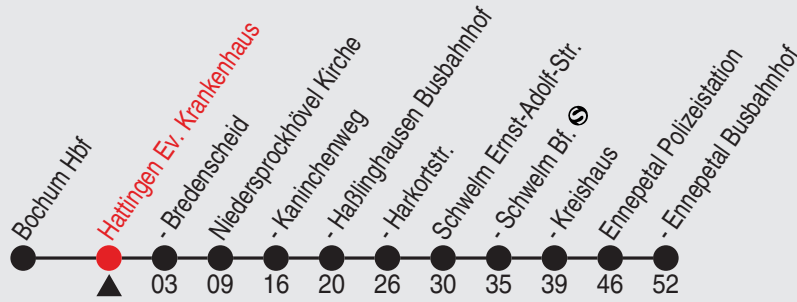 Bochum Hbf
Hattingen Ev. Krankenhaus
- Bredenscheid
Niedersprockhövel Kirche
- Kaninchenweg
- Haßlinghausen Busbahnhof
- Harkortstr.
Schwelm Ernst-Adolf-Str.
- Schwelm Bf. S
- Kreishaus
Ennepetal Polizeistation
- Ennepetal Busbahnhof
03 09 16 20 26 30 35 39 46 52